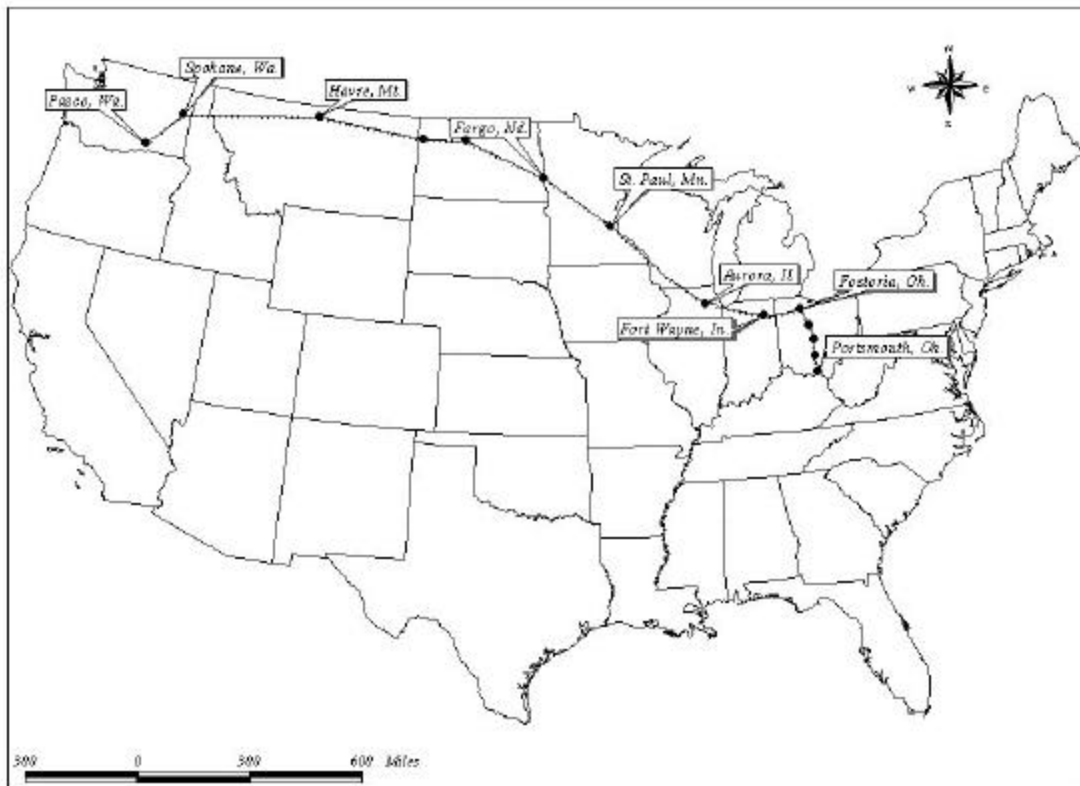 Spokane, Wa.
Pasco, Wa.
Havre, Mt.
Fargo, Nd.
St. Paul, Mn.
Aurora, Il.
Fostoria, Oh.
Fort Wayne, In.
Portsmouth, Oh
N
W E
S
300 0 300 600 Miles